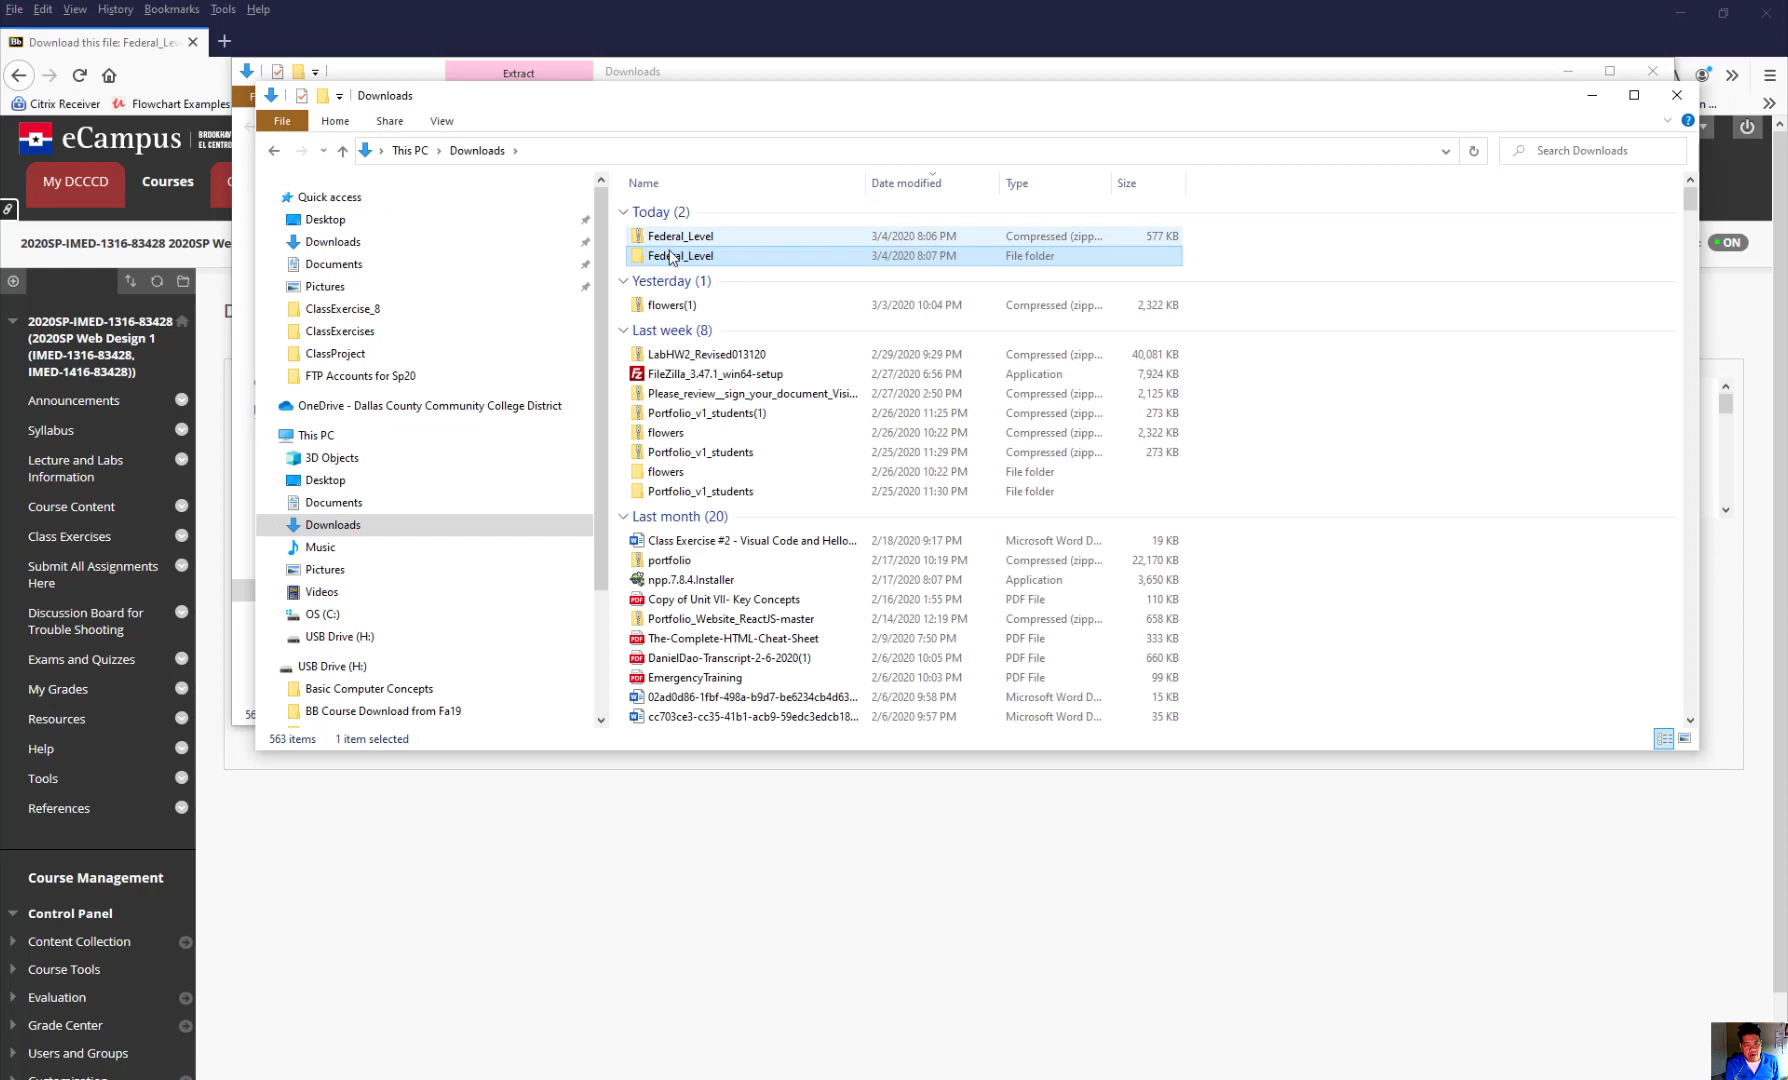 File Edit View History Bookmarks Tools Help
Download this file: Federal_Lev
Extract Downloads
Citrix Receiver Flowchart Examples
Downloads
File Home Share View
eCampus
BROOKHAV
EL CENTRO
This PC Downloads
Search Downloads
My DCCCD Courses
2020SP-IMED-1316-83428 2020SP We
ON
2020SP-IMED-1316-83428
(2020SP Web Design 1
(IMED-1316-83428,
IMED-1416-83428))
Announcements
Syllabus
Lecture and Labs
Information
Course Content
Class Exercises
Submit All Assignments
Here
Discussion Board for
Trouble Shooting
Exams and Quizzes
My Grades
Resources
Help
Tools
References
Course Management
Control Panel
Content Collection
Course Tools
Evaluation
Grade Center
Users and Groups
Quick access
Desktop
Downloads
Documents
Pictures
ClassExercise_8
ClassExercises
ClassProject
FTP Accounts for Sp20
OneDrive - Dallas County Community College District
This PC
3D Objects
Desktop
Documents
Downloads
Music
Pictures
Videos
OS (C:)
USB Drive (H:)
USB Drive (H:)
Basic Computer Concepts
BB Course Download from Fa19
Name Date modified Type Size
Today (2)
Federal_Level 3/4/2020 8:06 PM Compressed (zipp... 577 KB
Federal_Level 3/4/2020 8:07 PM File folder
Yesterday (1)
flowers(1) 3/3/2020 10:04 PM Compressed (zipp... 2,322 KB
Last week (8)
LabHW2_Revised013120 2/29/2020 9:29 PM Compressed (zipp... 40,081 KB
FileZilla_3.47.1_win64-setup 2/27/2020 6:56 PM Application 7,924 KB
Please_review__sign_your_document_Visi... 2/27/2020 2:50 PM Compressed (zipp... 2,125 KB
Portfolio_v1_students(1) 2/26/2020 11:25 PM Compressed (zipp... 273 KB
flowers 2/26/2020 10:22 PM Compressed (zipp... 2,322 KB
Portfolio_v1_students 2/25/2020 11:29 PM Compressed (zipp... 273 KB
flowers 2/26/2020 10:22 PM File folder
Portfolio_v1_students 2/25/2020 11:30 PM File folder
Last month (20)
Class Exercise #2 - Visual Code and Hello... 2/18/2020 9:17 PM Microsoft Word D... 19 KB
portfolio 2/17/2020 10:19 PM Compressed (zipp... 22,170 KB
npp.7.8.4.Installer 2/17/2020 8:07 PM Application 3,650 KB
Copy of Unit VII- Key Concepts 2/16/2020 1:55 PM PDF File 110 KB
Portfolio_Website_ReactJS-master 2/14/2020 12:19 PM Compressed (zipp... 658 KB
The-Complete-HTML-Cheat-Sheet 2/9/2020 7:50 PM PDF File 333 KB
DanielDao-Transcript-2-6-2020(1) 2/6/2020 10:05 PM PDF File 660 KB
EmergencyTraining 2/6/2020 10:03 PM PDF File 99 KB
02ad0d86-1fbf-498a-b9d7-be6234cb4d63... 2/6/2020 9:58 PM Microsoft Word D... 15 KB
cc703ce3-cc35-41b1-acb9-59edc3edcb18... 2/6/2020 9:57 PM Microsoft Word D... 35 KB
563 items 1 item selected